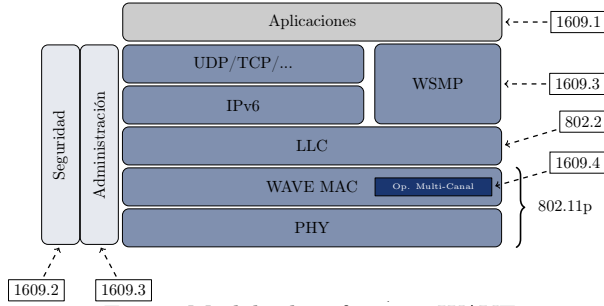 Aplicaciones
1609.1
UDP/TCP/...
WSMP
1609.3
IPv6
802.2
LLC
1609.4
WAVE MAC
Op. Multi-Canal
802.11p
PHY
Seguridad
Administración
1609.2
1609.3